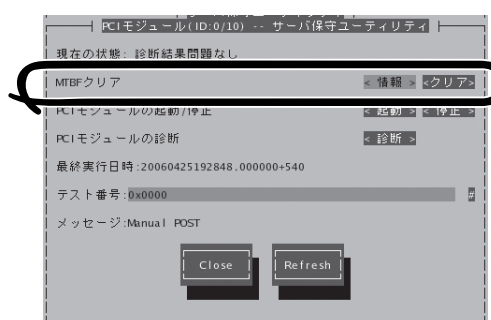 PCIモジュール(ID:0/10) -- サーバ保守ユーティリティ
現在の状態: 診断結果問題なし
MTBFクリア < 情報 > <クリア>
PCIモジュールの起動/停止 < 起動 > < 停止 >
PCIモジュールの診断 < 診断 >
最終実行日時:20060425192848.000000+540
テスト番号:0x0000 #
メッセージ:Manual POST
Close Refresh